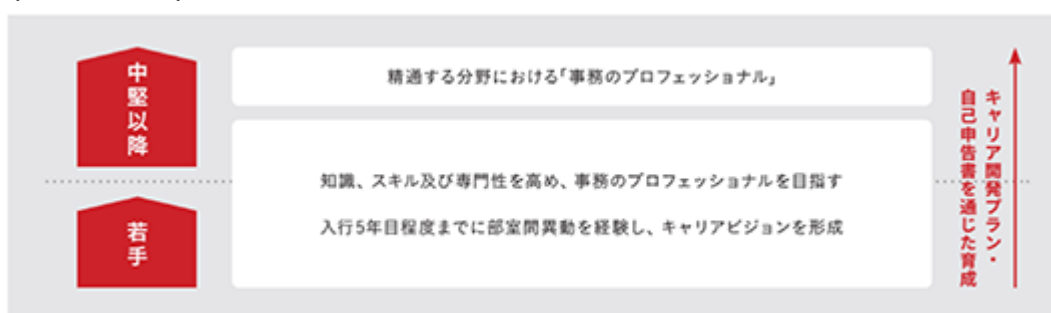 中堅以降
精通する分野における「事務のプロフェッショナル」
知識、スキル及び専門性を高め、事務のプロフェッショナルを目指す
入行5年目程度までに部室間異動を経験し、キャリアビジョンを形成
若手
キャリア開発プラン・
自己申告書を通じた育成